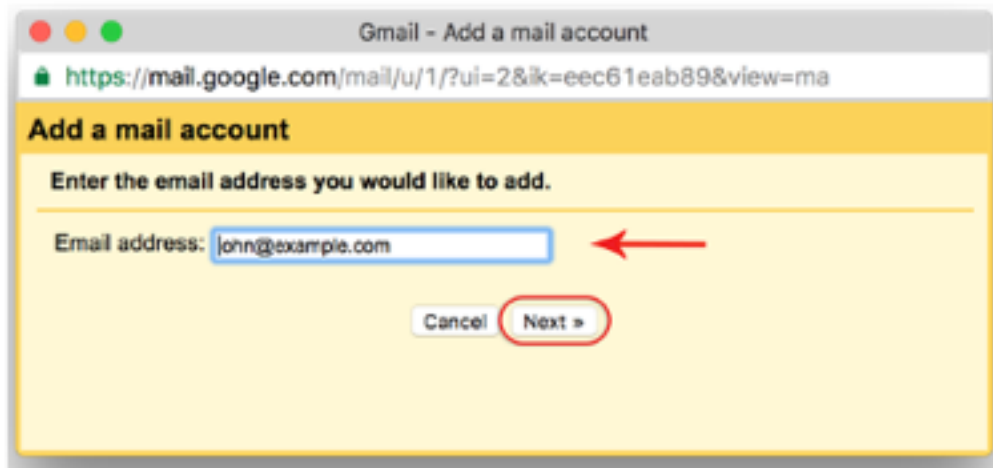 Gmail - Add a mail account
https://mail.google.com/mail/u/1/?ui=2&ik=eec61eab89&view=ma
Add a mail account
Enter the email address you would like to add.
Email address: john@example.com
Cancel Next »